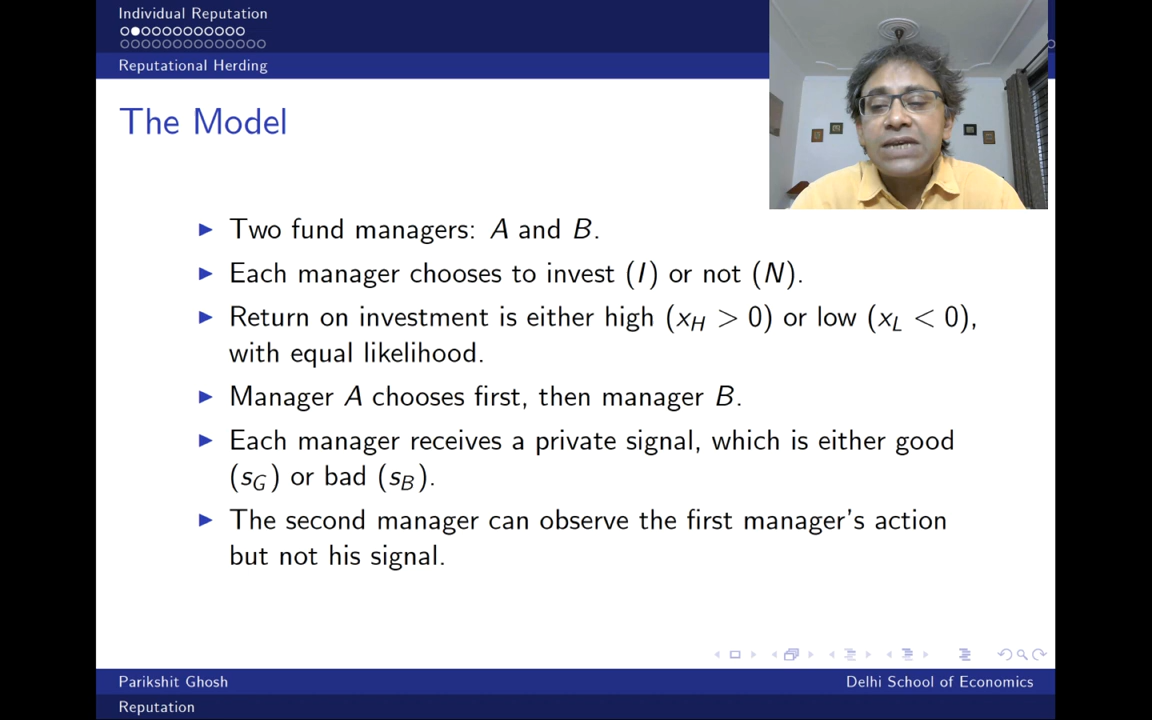 Individual Reputation
Reputational Herding
The Model
Two fund managers: A and B.
Each manager chooses to invest (I) or not (N).
Return on investment is either high (x_H > 0) or low (x_L < 0),
with equal likelihood.
Manager A chooses first, then manager B.
Each manager receives a private signal, which is either good
(s_G) or bad (s_B).
The second manager can observe the first manager's action
but not his signal.
Parikshit Ghosh
Delhi School of Economics
Reputation